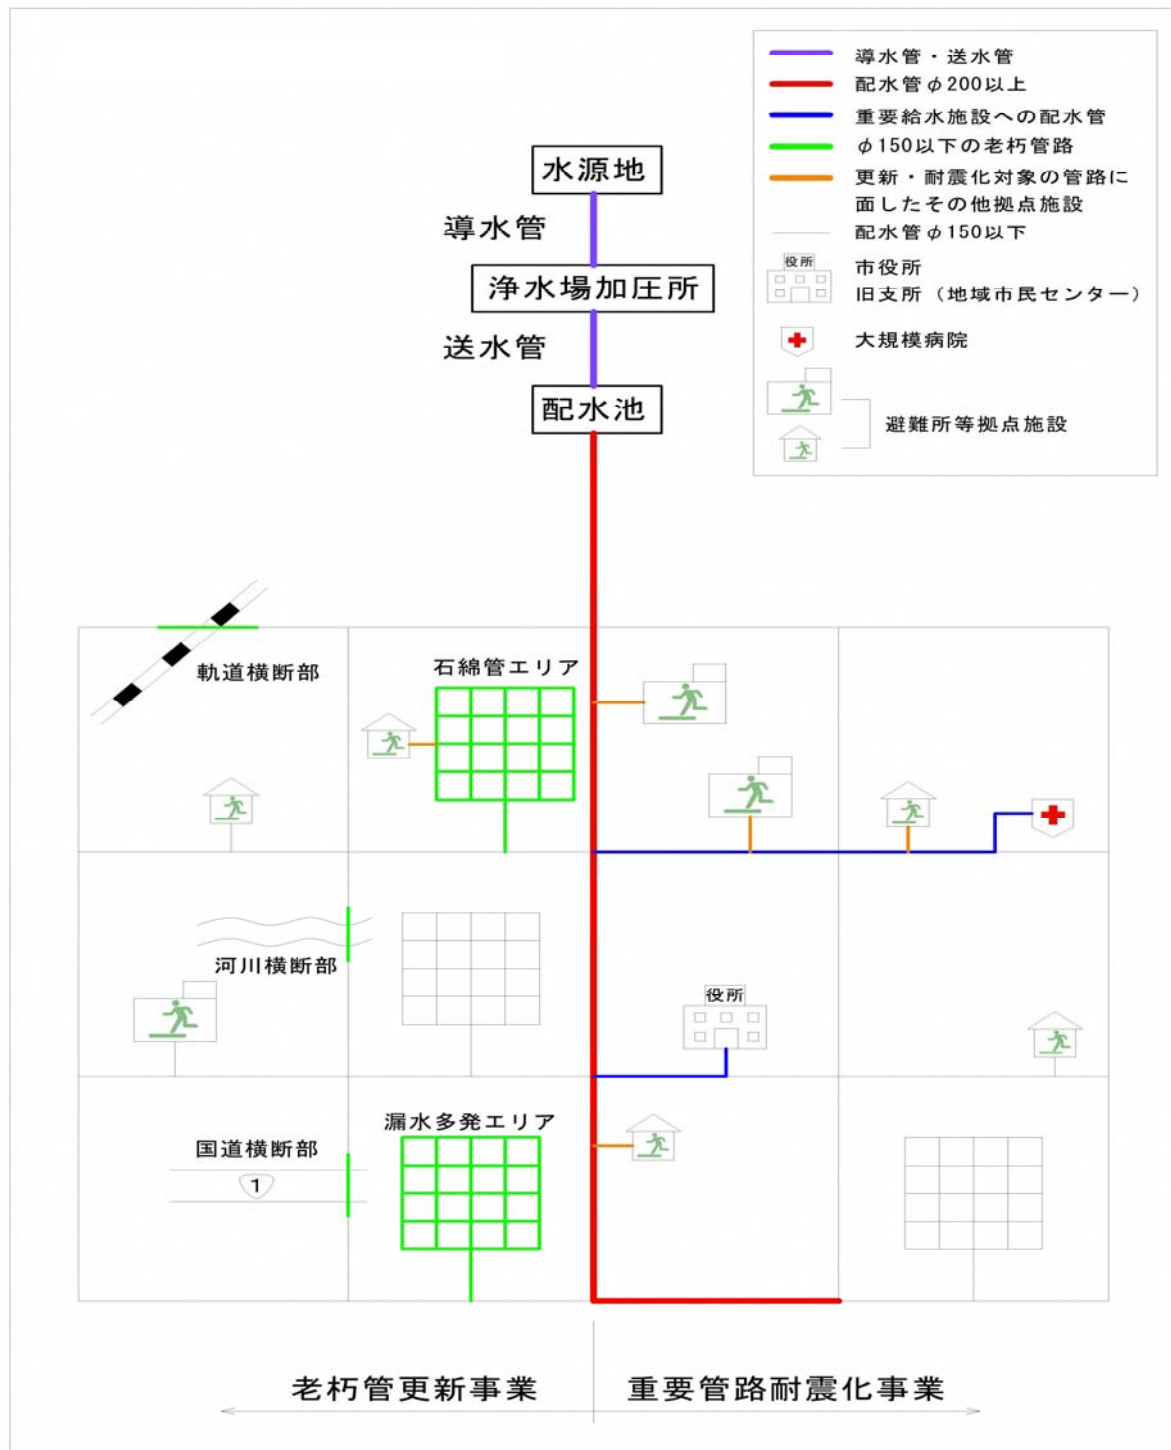 導水管・送水管
配水管φ200以上
重要給水施設への配水管
φ150以下の老朽管路
更新・耐震化対象の管路に
面したその他拠点施設
配水管φ150以下
役所
市役所
旧支所（地域市民センター）
大規模病院
避難所等拠点施設
水源地
導水管
浄水場加圧所
送水管
配水池
軌道横断部
石綿管エリア
河川横断部
役所
漏水多発エリア
国道横断部
1
老朽管更新事業
重要管路耐震化事業